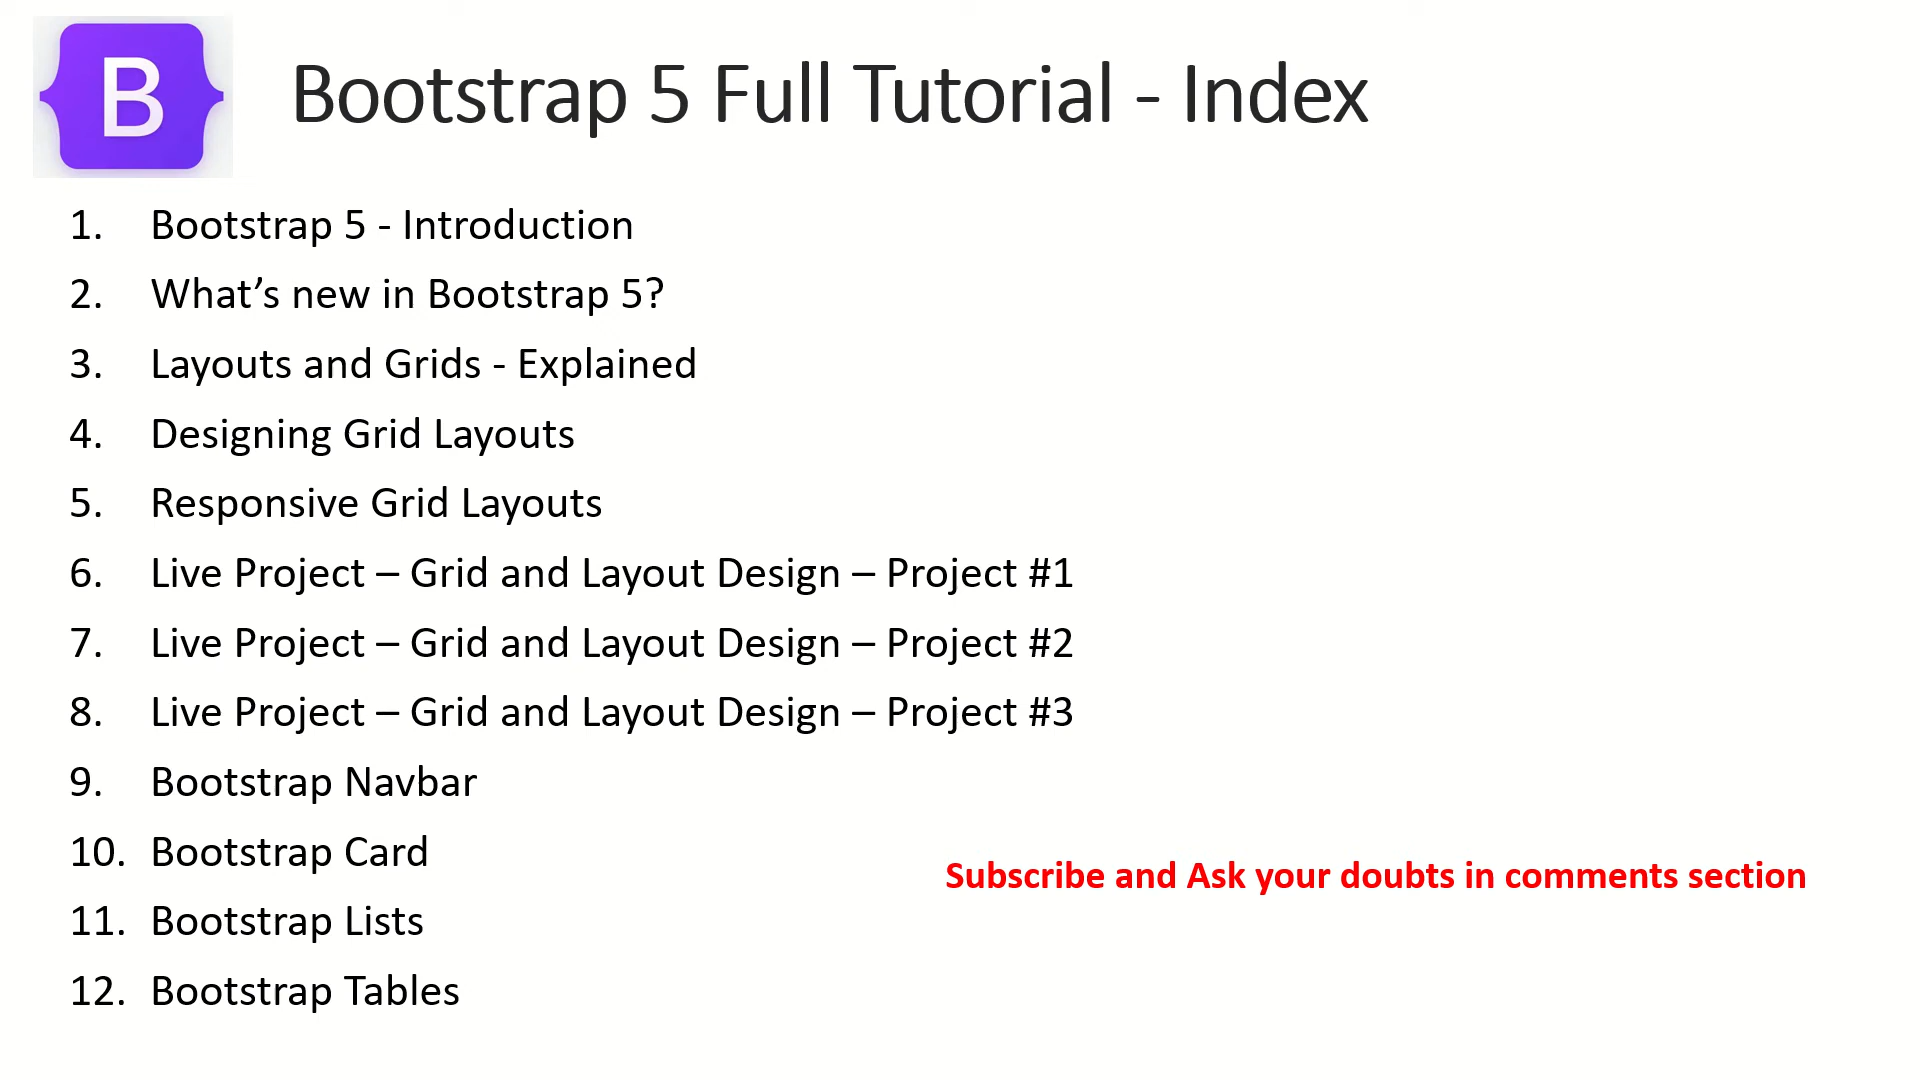 B
Bootstrap 5 Full Tutorial - Index
1. Bootstrap 5 - Introduction
2. What’s new in Bootstrap 5?
3. Layouts and Grids - Explained
4. Designing Grid Layouts
5. Responsive Grid Layouts
6. Live Project – Grid and Layout Design – Project #1
7. Live Project – Grid and Layout Design – Project #2
8. Live Project – Grid and Layout Design – Project #3
9. Bootstrap Navbar
10. Bootstrap Card
Subscribe and Ask your doubts in comments section
11. Bootstrap Lists
12. Bootstrap Tables